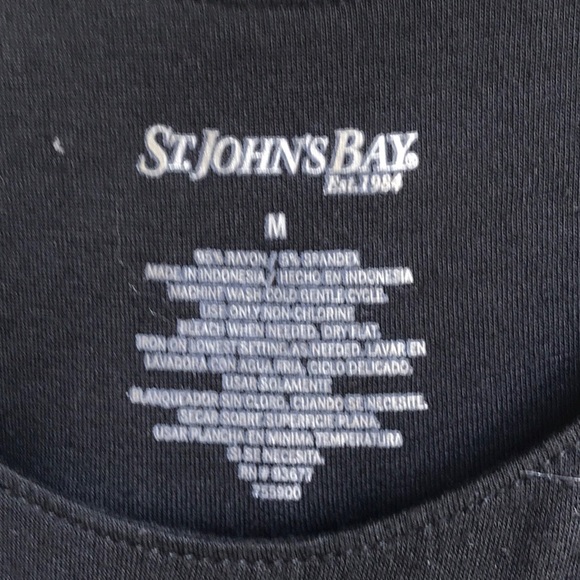 ST. JOHN'S BAY®
Est. 1984
M
95% RAYON / 5% SPANDEX
MADE IN INDONESIA / HECHO EN INDONESIA
MACHINE WASH COLD GENTLE CYCLE.
USE ONLY NON-CHLORINE
BLEACH WHEN NEEDED. DRY FLAT.
IRON ON LOWEST SETTING AS NEEDED. LAVAR EN
MAQUINA CON AGUA FRIA, CICLO DELICADO.
USAR SOLAMENTE
BLANQUEADOR SIN CLORO, CUANDO SE NECESITE.
SECAR SOBRE SUPERFICIE PLANA.
USAR PLANCHA EN MINIMA TEMPERATURA
SI SE NECESITA.
RN # 93677
755900